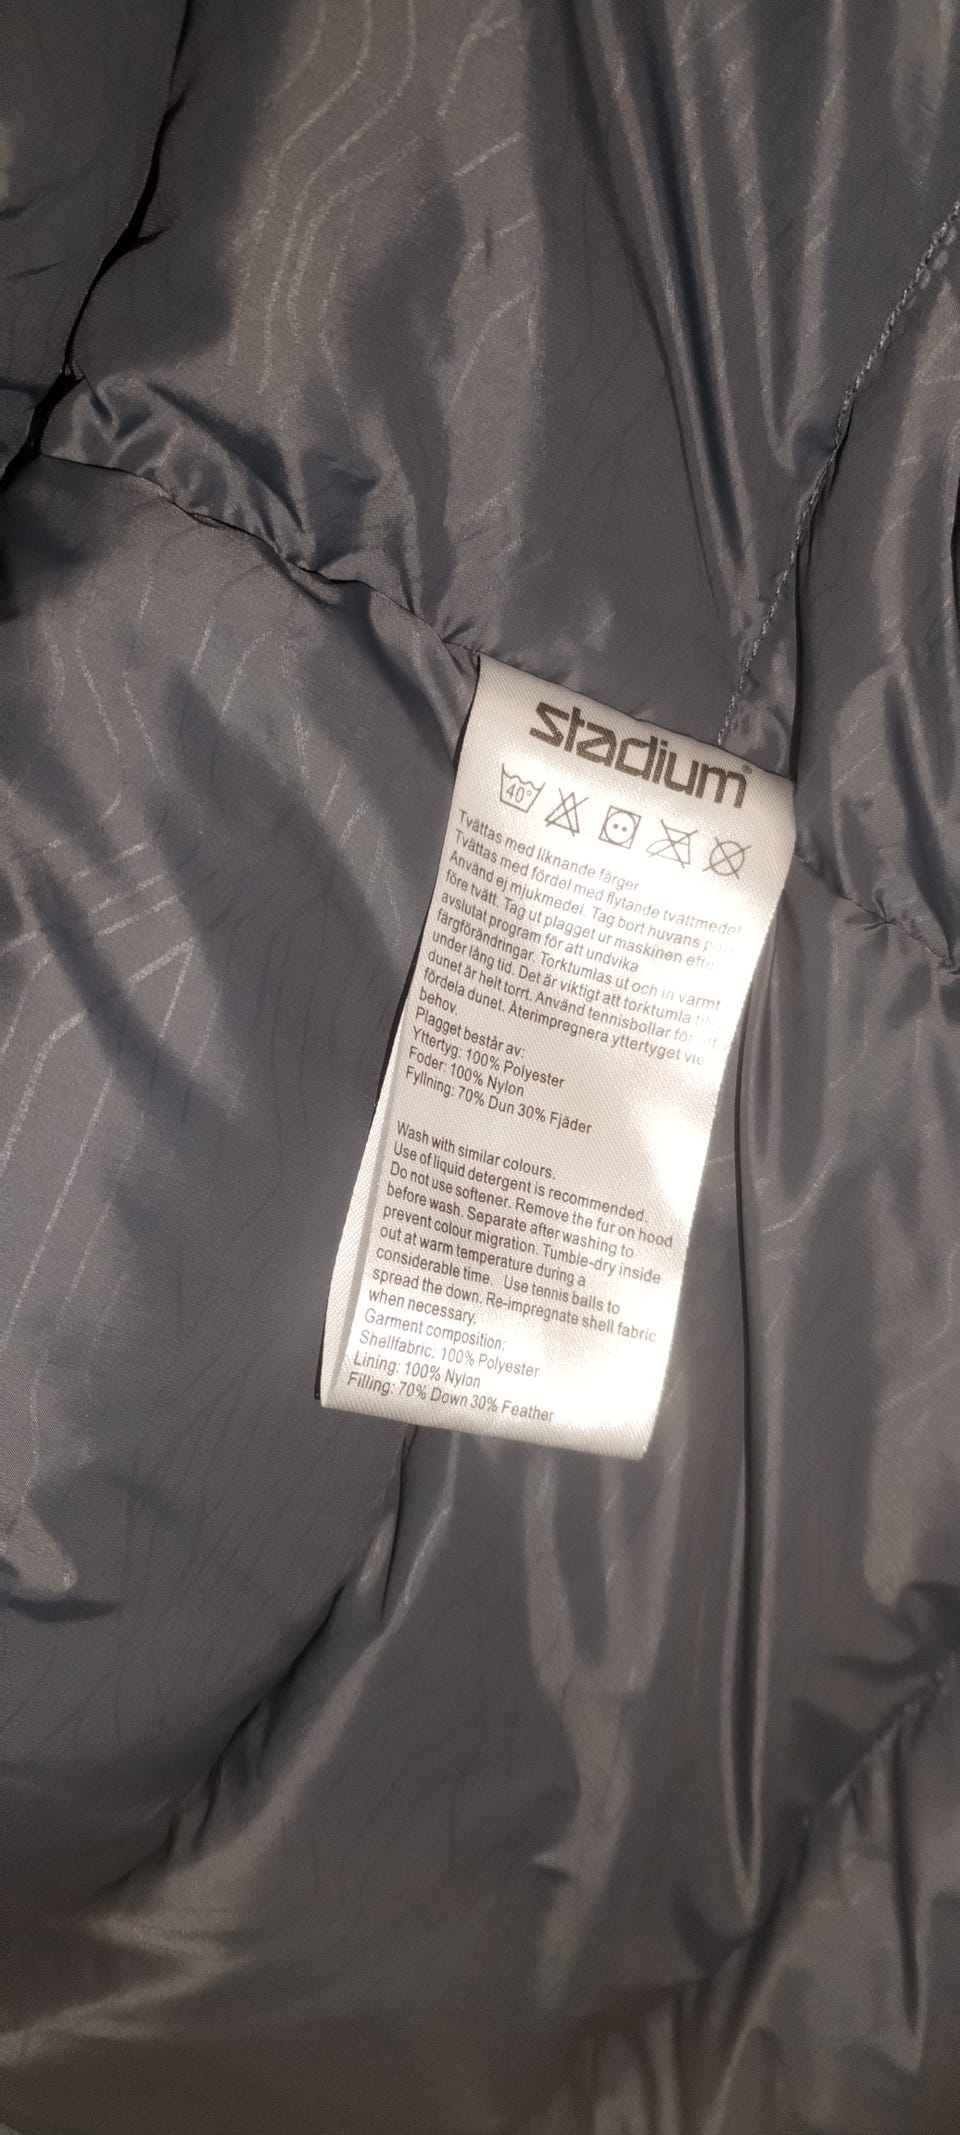 stadium®
40°
Tvättas med liknande färger
Tvättas med fördel med flytande tvättmedel
Använd ej mjukmedel. Tag bort huvans
före tvätt. Tag ut plagget ur maskinen efter
avslutat program för att undvika
färgförändringar. Torktumlas ut och in varmt
under lång tid. Det är viktigt att torktumla
dunet är helt torrt. Använd tennisbollar för att
fördela dunet. Återimpregnera yttertyget vid
behov.
Plagget består av:
Yttertyg: 100% Polyester
Foder: 100% Nylon
Fyllning: 70% Dun 30% Fjäder
Wash with similar colours.
Use of liquid detergent is recommended.
Do not use softener. Remove the fur on hood
before wash. Separate after washing to
prevent colour migration. Tumble-dry inside
out at warm temperature during a
considerable time. Use tennis balls to
spread the down. Re-impregnate shell fabric
when necessary.
Garment composition:
Shellfabric: 100% Polyester
Lining: 100% Nylon
Filling: 70% Down 30% Feather